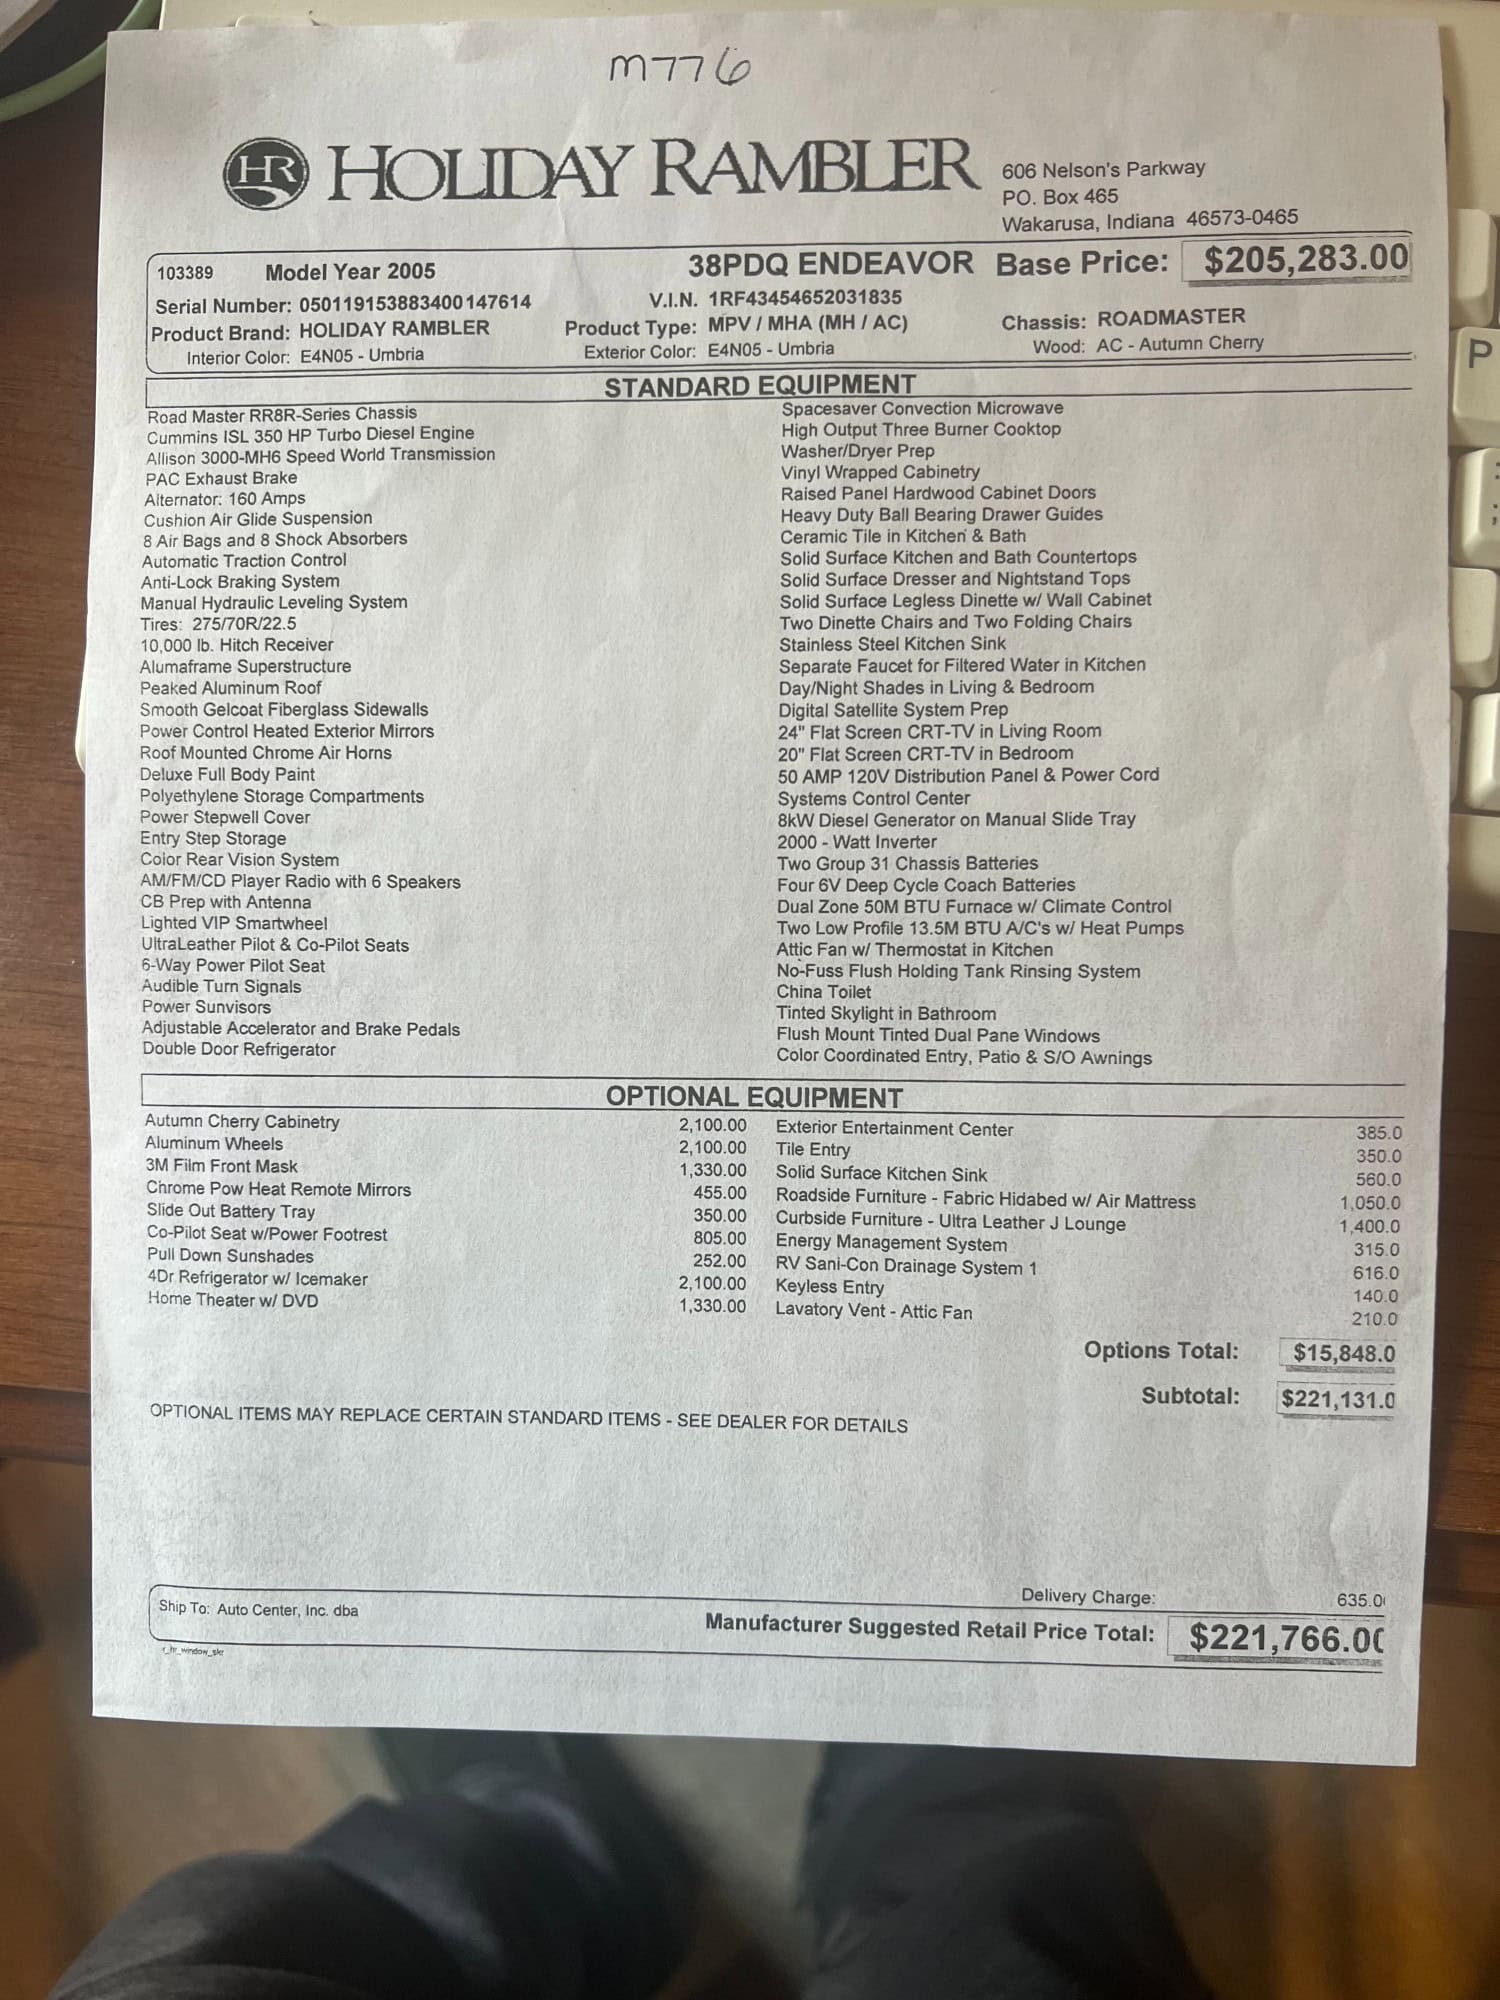 m776
HR HOLIDAY RAMBLER
606 Nelson's Parkway
PO. Box 465
Wakarusa, Indiana 46573-0465
103389 Model Year 2005 38PDQ ENDEAVOR Base Price: $205,283.00
Serial Number: 050119153883400147614 V.I.N. 1RF43454652031835
Product Brand: HOLIDAY RAMBLER Product Type: MPV / MHA (MH / AC) Chassis: ROADMASTER
Interior Color: E4N05 - Umbria Exterior Color: E4N05 - Umbria Wood: AC - Autumn Cherry
STANDARD EQUIPMENT
Road Master RR8R-Series Chassis
Cummins ISL 350 HP Turbo Diesel Engine
Allison 3000-MH6 Speed World Transmission
PAC Exhaust Brake
Alternator: 160 Amps
Cushion Air Glide Suspension
8 Air Bags and 8 Shock Absorbers
Automatic Traction Control
Anti-Lock Braking System
Manual Hydraulic Leveling System
Tires: 275/70R/22.5
10,000 lb. Hitch Receiver
Alumaframe Superstructure
Peaked Aluminum Roof
Smooth Gelcoat Fiberglass Sidewalls
Power Control Heated Exterior Mirrors
Roof Mounted Chrome Air Horns
Deluxe Full Body Paint
Polyethylene Storage Compartments
Power Stepwell Cover
Entry Step Storage
Color Rear Vision System
AM/FM/CD Player Radio with 6 Speakers
CB Prep with Antenna
Lighted VIP Smartwheel
UltraLeather Pilot & Co-Pilot Seats
6-Way Power Pilot Seat
Audible Turn Signals
Power Sunvisors
Adjustable Accelerator and Brake Pedals
Double Door Refrigerator
Spacesaver Convection Microwave
High Output Three Burner Cooktop
Washer/Dryer Prep
Vinyl Wrapped Cabinetry
Raised Panel Hardwood Cabinet Doors
Heavy Duty Ball Bearing Drawer Guides
Ceramic Tile in Kitchen & Bath
Solid Surface Kitchen and Bath Countertops
Solid Surface Dresser and Nightstand Tops
Solid Surface Legless Dinette w/ Wall Cabinet
Two Dinette Chairs and Two Folding Chairs
Stainless Steel Kitchen Sink
Separate Faucet for Filtered Water in Kitchen
Day/Night Shades in Living & Bedroom
Digital Satellite System Prep
24" Flat Screen CRT-TV in Living Room
20" Flat Screen CRT-TV in Bedroom
50 AMP 120V Distribution Panel & Power Cord
Systems Control Center
8kW Diesel Generator on Manual Slide Tray
2000 - Watt Inverter
Two Group 31 Chassis Batteries
Four 6V Deep Cycle Coach Batteries
Dual Zone 50M BTU Furnace w/ Climate Control
Two Low Profile 13.5M BTU A/C's w/ Heat Pumps
Attic Fan w/ Thermostat in Kitchen
No-Fuss Flush Holding Tank Rinsing System
China Toilet
Tinted Skylight in Bathroom
Flush Mount Tinted Dual Pane Windows
Color Coordinated Entry, Patio & S/O Awnings
OPTIONAL EQUIPMENT
Autumn Cherry Cabinetry 2,100.00
Aluminum Wheels 2,100.00
3M Film Front Mask 1,330.00
Chrome Pow Heat Remote Mirrors 455.00
Slide Out Battery Tray 350.00
Co-Pilot Seat w/Power Footrest 805.00
Pull Down Sunshades 252.00
4Dr Refrigerator w/ Icemaker 2,100.00
Home Theater w/ DVD 1,330.00
Exterior Entertainment Center 385.0
Tile Entry 350.0
Solid Surface Kitchen Sink 560.0
Roadside Furniture - Fabric Hidabed w/ Air Mattress 1,050.0
Curbside Furniture - Ultra Leather J Lounge 1,400.0
Energy Management System 315.0
RV Sani-Con Drainage System 1 616.0
Keyless Entry 140.0
Lavatory Vent - Attic Fan 210.0
Options Total: $15,848.0
Subtotal: $221,131.0
OPTIONAL ITEMS MAY REPLACE CERTAIN STANDARD ITEMS - SEE DEALER FOR DETAILS
Delivery Charge: 635.0
Ship To: Auto Center, Inc. dba
Manufacturer Suggested Retail Price Total: $221,766.00
r_hr_window_skr
P
: ;